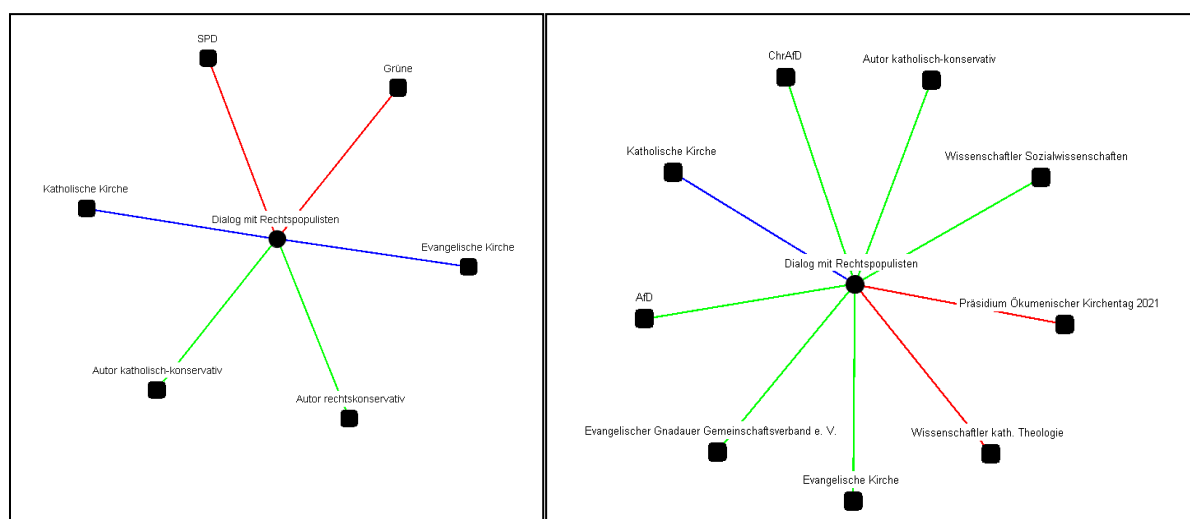 SPD
Grüne
Katholische Kirche
Dialog mit Rechtspopulisten
Evangelische Kirche
Autor katholisch-konservativ
Autor rechtskonservativ
ChrAfD
Autor katholisch-konservativ
Katholische Kirche
Wissenschaftler Sozialwissenschaften
Dialog mit Rechtspopulisten
AfD
Präsidium Ökumenischer Kirchentag 2021
Evangelischer Gnadauer Gemeinschaftsverband e. V.
Wissenschaftler kath. Theologie
Evangelische Kirche